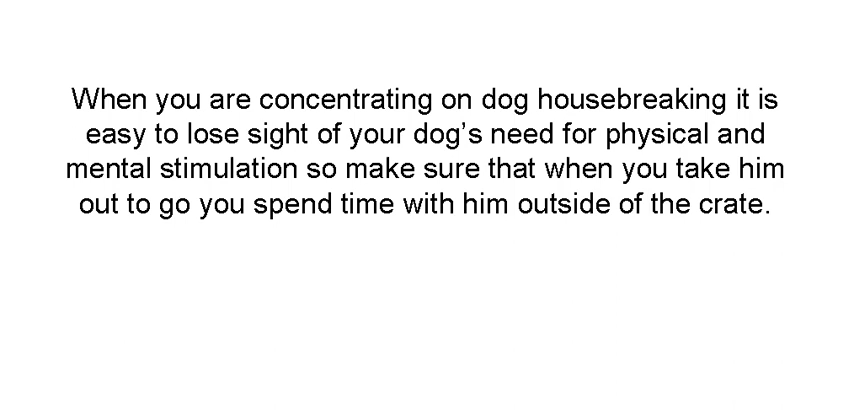 When you are concentrating on dog housebreaking it is
easy to lose sight of your dog’s need for physical and
mental stimulation so make sure that when you take him
out to go you spend time with him outside of the crate.